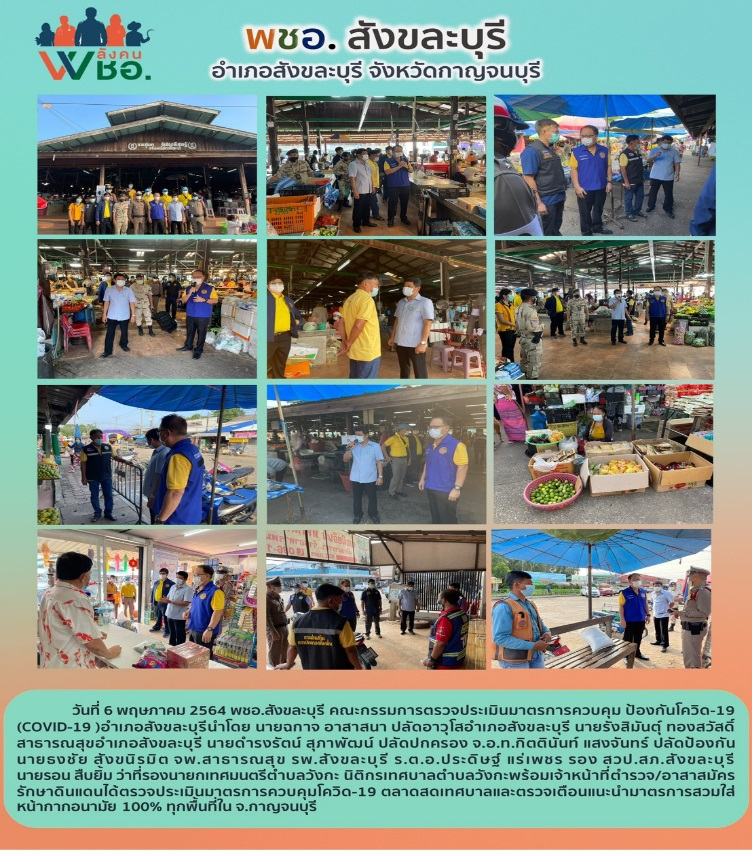 พชอ. สังขละบุรี
สังคน
พชอ.
อำเภอสังขละบุรี จังหวัดกาญจนบุรี
วันที่ 6 พฤษภาคม 2564 พชอ.สังขละบุรี คณะกรรมการตรวจประเมินมาตรการควบคุม ป้องกันโควิด-19
(COVID-19 )อำเภอสังขละบุรีนำโดย นายฉกาจ อาสาสนา ปลัดอาวุโสอำเภอสังขละบุรี นายรังสิมันตุ์ ทองสวัสดิ์
สาธารณสุขอำเภอสังขละบุรี นายดำรงรัตน์ สุภาพัฒน์ ปลัดปกครอง จ.อ.ท.กิตตินันท์ แสงจันทร์ ปลัดป้องกัน
นายธงชัย สังขนิรมิต จพ.สาธารณสุข รพ.สังขละบุรี ร.ต.อ.ประดิษฐ์ แร่เพชร รอง สวป.สภ.สังขละบุรี
นายรอน สืบยิ้ม ว่าที่รองนายกเทศมนตรีตำบลวังกะ นิติกรเทศบาลตำบลวังกะพร้อมเจ้าหน้าที่ตำรวจ/อาสาสมัคร
รักษาดินแดนได้ตรวจประเมินมาตรการควบคุมโควิด-19 ตลาดสดเทศบาลและตรวจเตือนแนะนำมาตรการสวมใส่
หน้ากากอนามัย 100% ทุกพื้นที่ใน จ.กาญจนบุรี